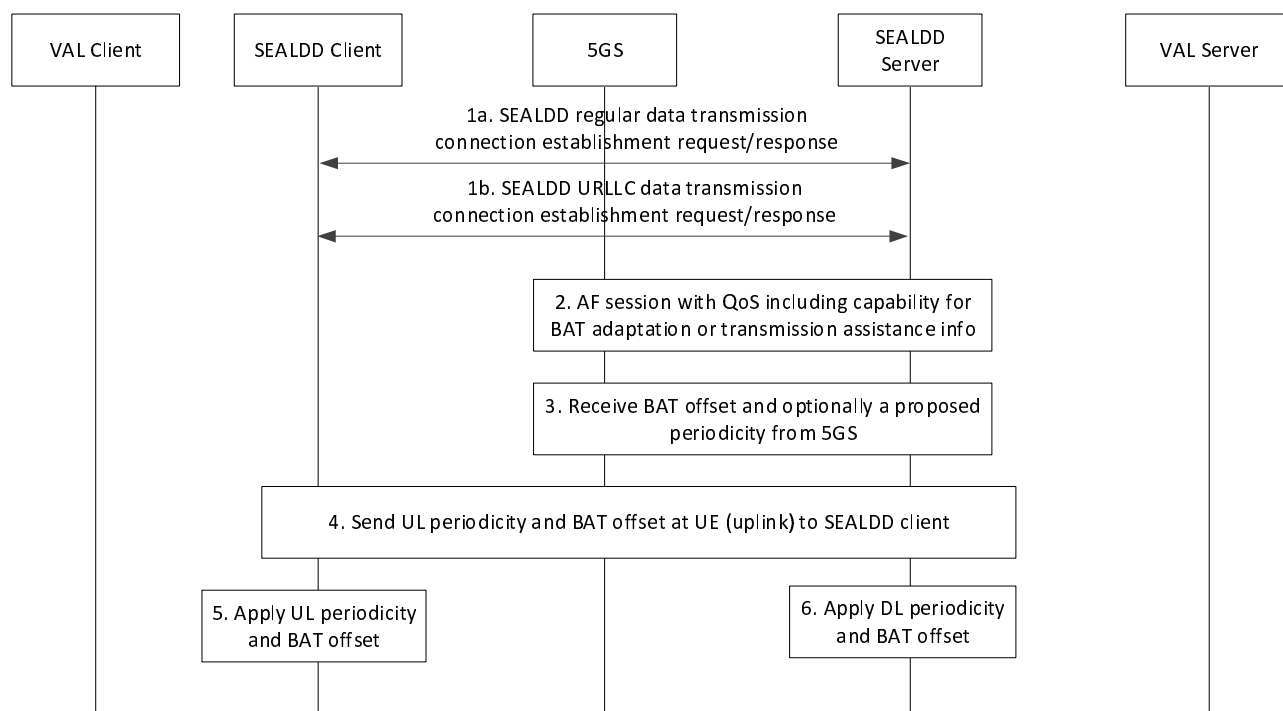 VAL Client
SEALDD Client
5GS
SEALDD
Server
VAL Server
1a. SEALDD regular data transmission
connection establishment request/response
1b. SEALDD URLLC data transmission
connection establishment request/response
2. AF session with QoS including capability for
BAT adaptation or transmission assistance info
3. Receive BAT offset and optionally a proposed
periodicity from 5GS
4. Send UL periodicity and BAT offset at UE (uplink) to SEALDD client
5. Apply UL periodicity
and BAT offset
6. Apply DL periodicity
and BAT offset